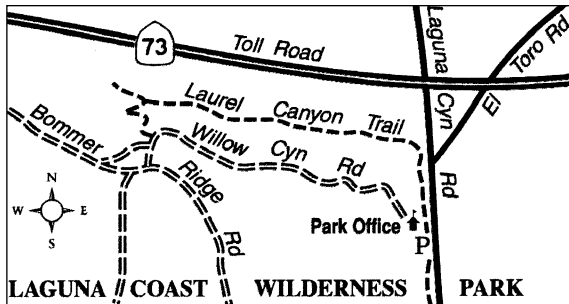 73
Toll Road
Laguna Cyn Rd
El Toro Rd
Laurel Canyon Trail
Bommer Ridge Rd
Willow Cyn Rd
N
W E
S
Park Office
P
LAGUNA COAST WILDERNESS PARK